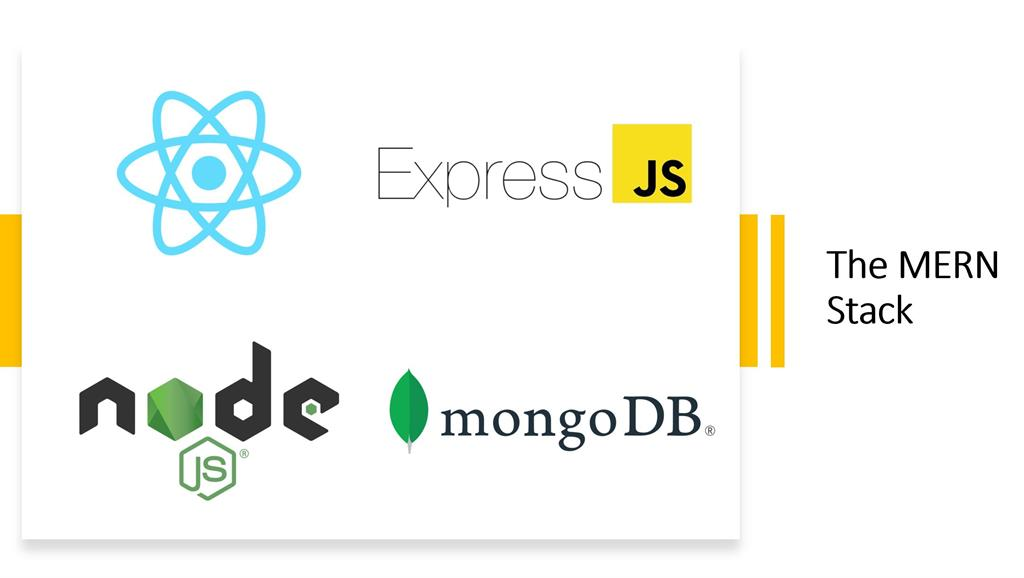 Express JS
The MERN
Stack
node
JS®
mongoDB®